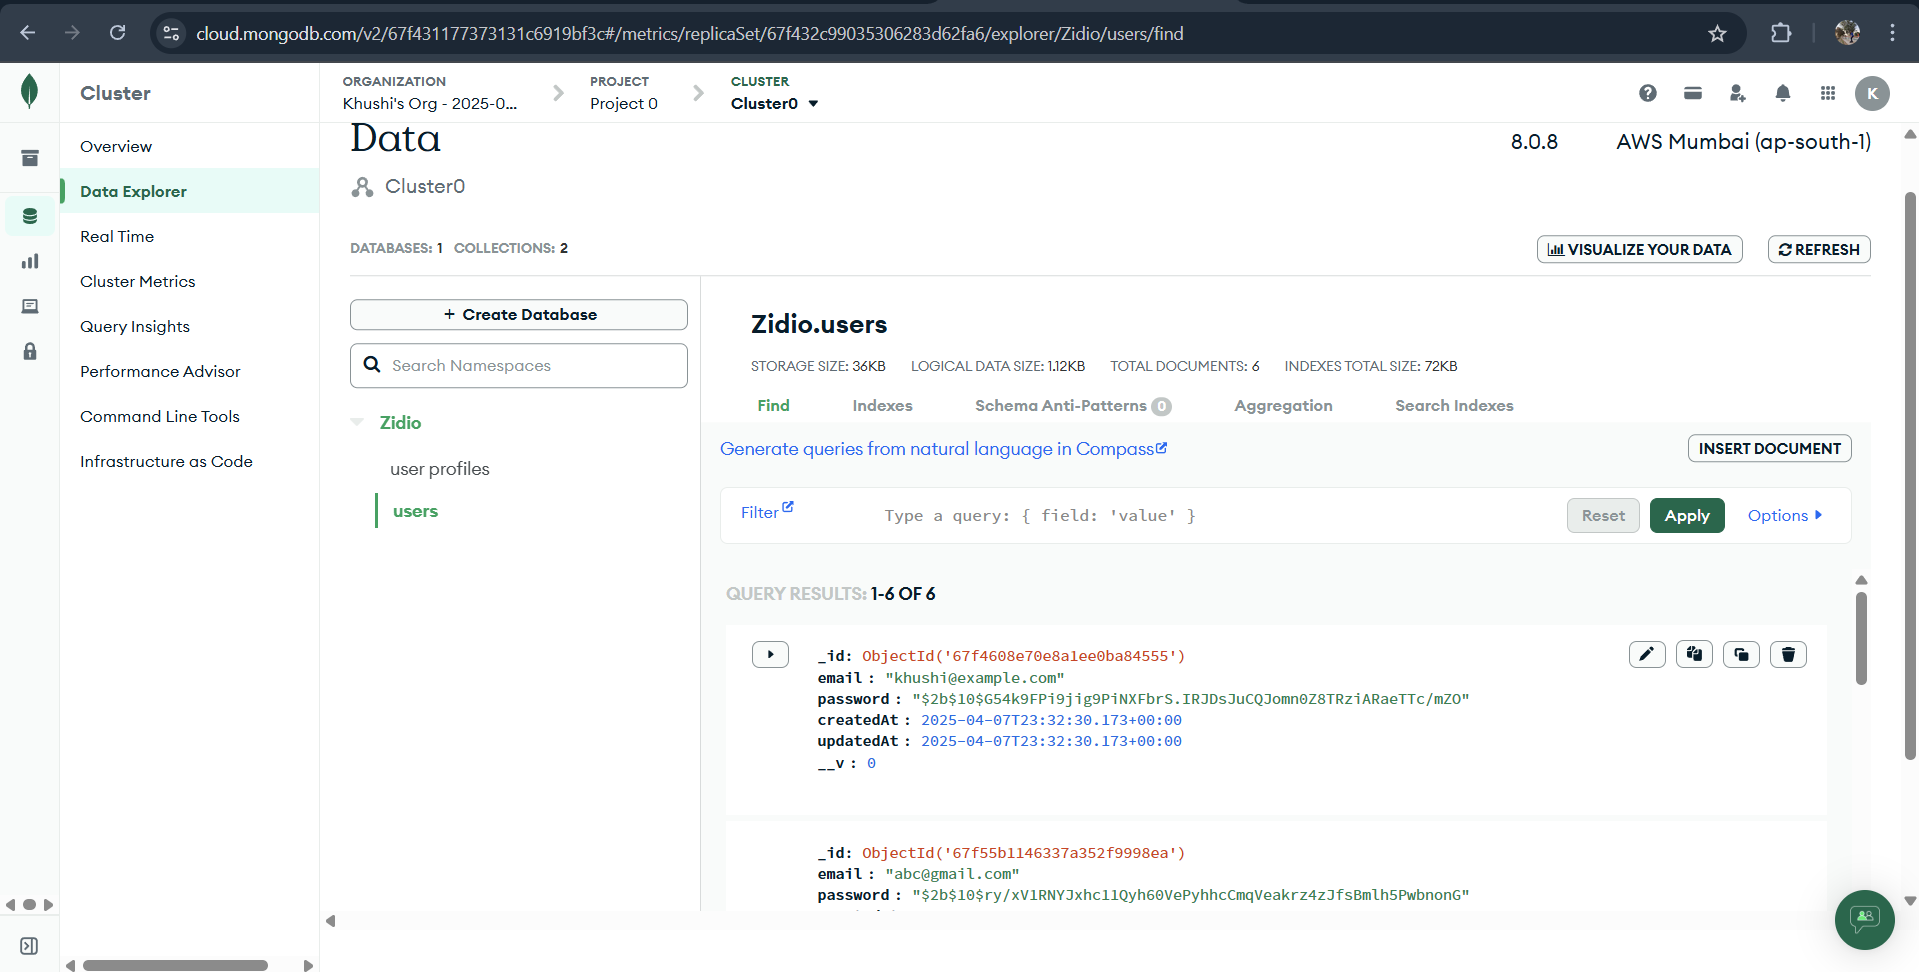 cloud.mongodb.com/v2/67f431177373131c6919bf3c#/metrics/replicaSet/67f432c99035306283d62fa6/explorer/Zidio/users/find
Cluster
ORGANIZATION
Khushi's Org - 2025-0...
PROJECT
Project 0
CLUSTER
Cluster0
K
Overview
Data Explorer
Real Time
Cluster Metrics
Query Insights
Performance Advisor
Command Line Tools
Infrastructure as Code
Data
8.0.8
AWS Mumbai (ap-south-1)
Cluster0
DATABASES: 1 COLLECTIONS: 2
VISUALIZE YOUR DATA
REFRESH
+ Create Database
Search Namespaces
Zidio
user profiles
users
Zidio.users
STORAGE SIZE: 36KB LOGICAL DATA SIZE: 1.12KB TOTAL DOCUMENTS: 6 INDEXES TOTAL SIZE: 72KB
Find Indexes Schema Anti-Patterns 0 Aggregation Search Indexes
Generate queries from natural language in Compass
INSERT DOCUMENT
Filter
Type a query: { field: 'value' }
Reset
Apply
Options
QUERY RESULTS: 1-6 OF 6
_id: ObjectId('67f4608e70e8a1ee0ba84555')
email : "khushi@example.com"
password : "$2b$10$G54k9FPi9jig9PiNXFbrS.IRJDsJuCQJomn0Z8TRziARaeTTc/mZO"
createdAt : 2025-04-07T23:32:30.173+00:00
updatedAt : 2025-04-07T23:32:30.173+00:00
__v : 0
_id: ObjectId('67f55b1146337a352f9998ea')
email : "abc@gmail.com"
password : "$2b$10$ry/xV1RNYJxhc11Qyh60VePyhhcCmqVeakrz4zJfsBmlh5PwbnonG"